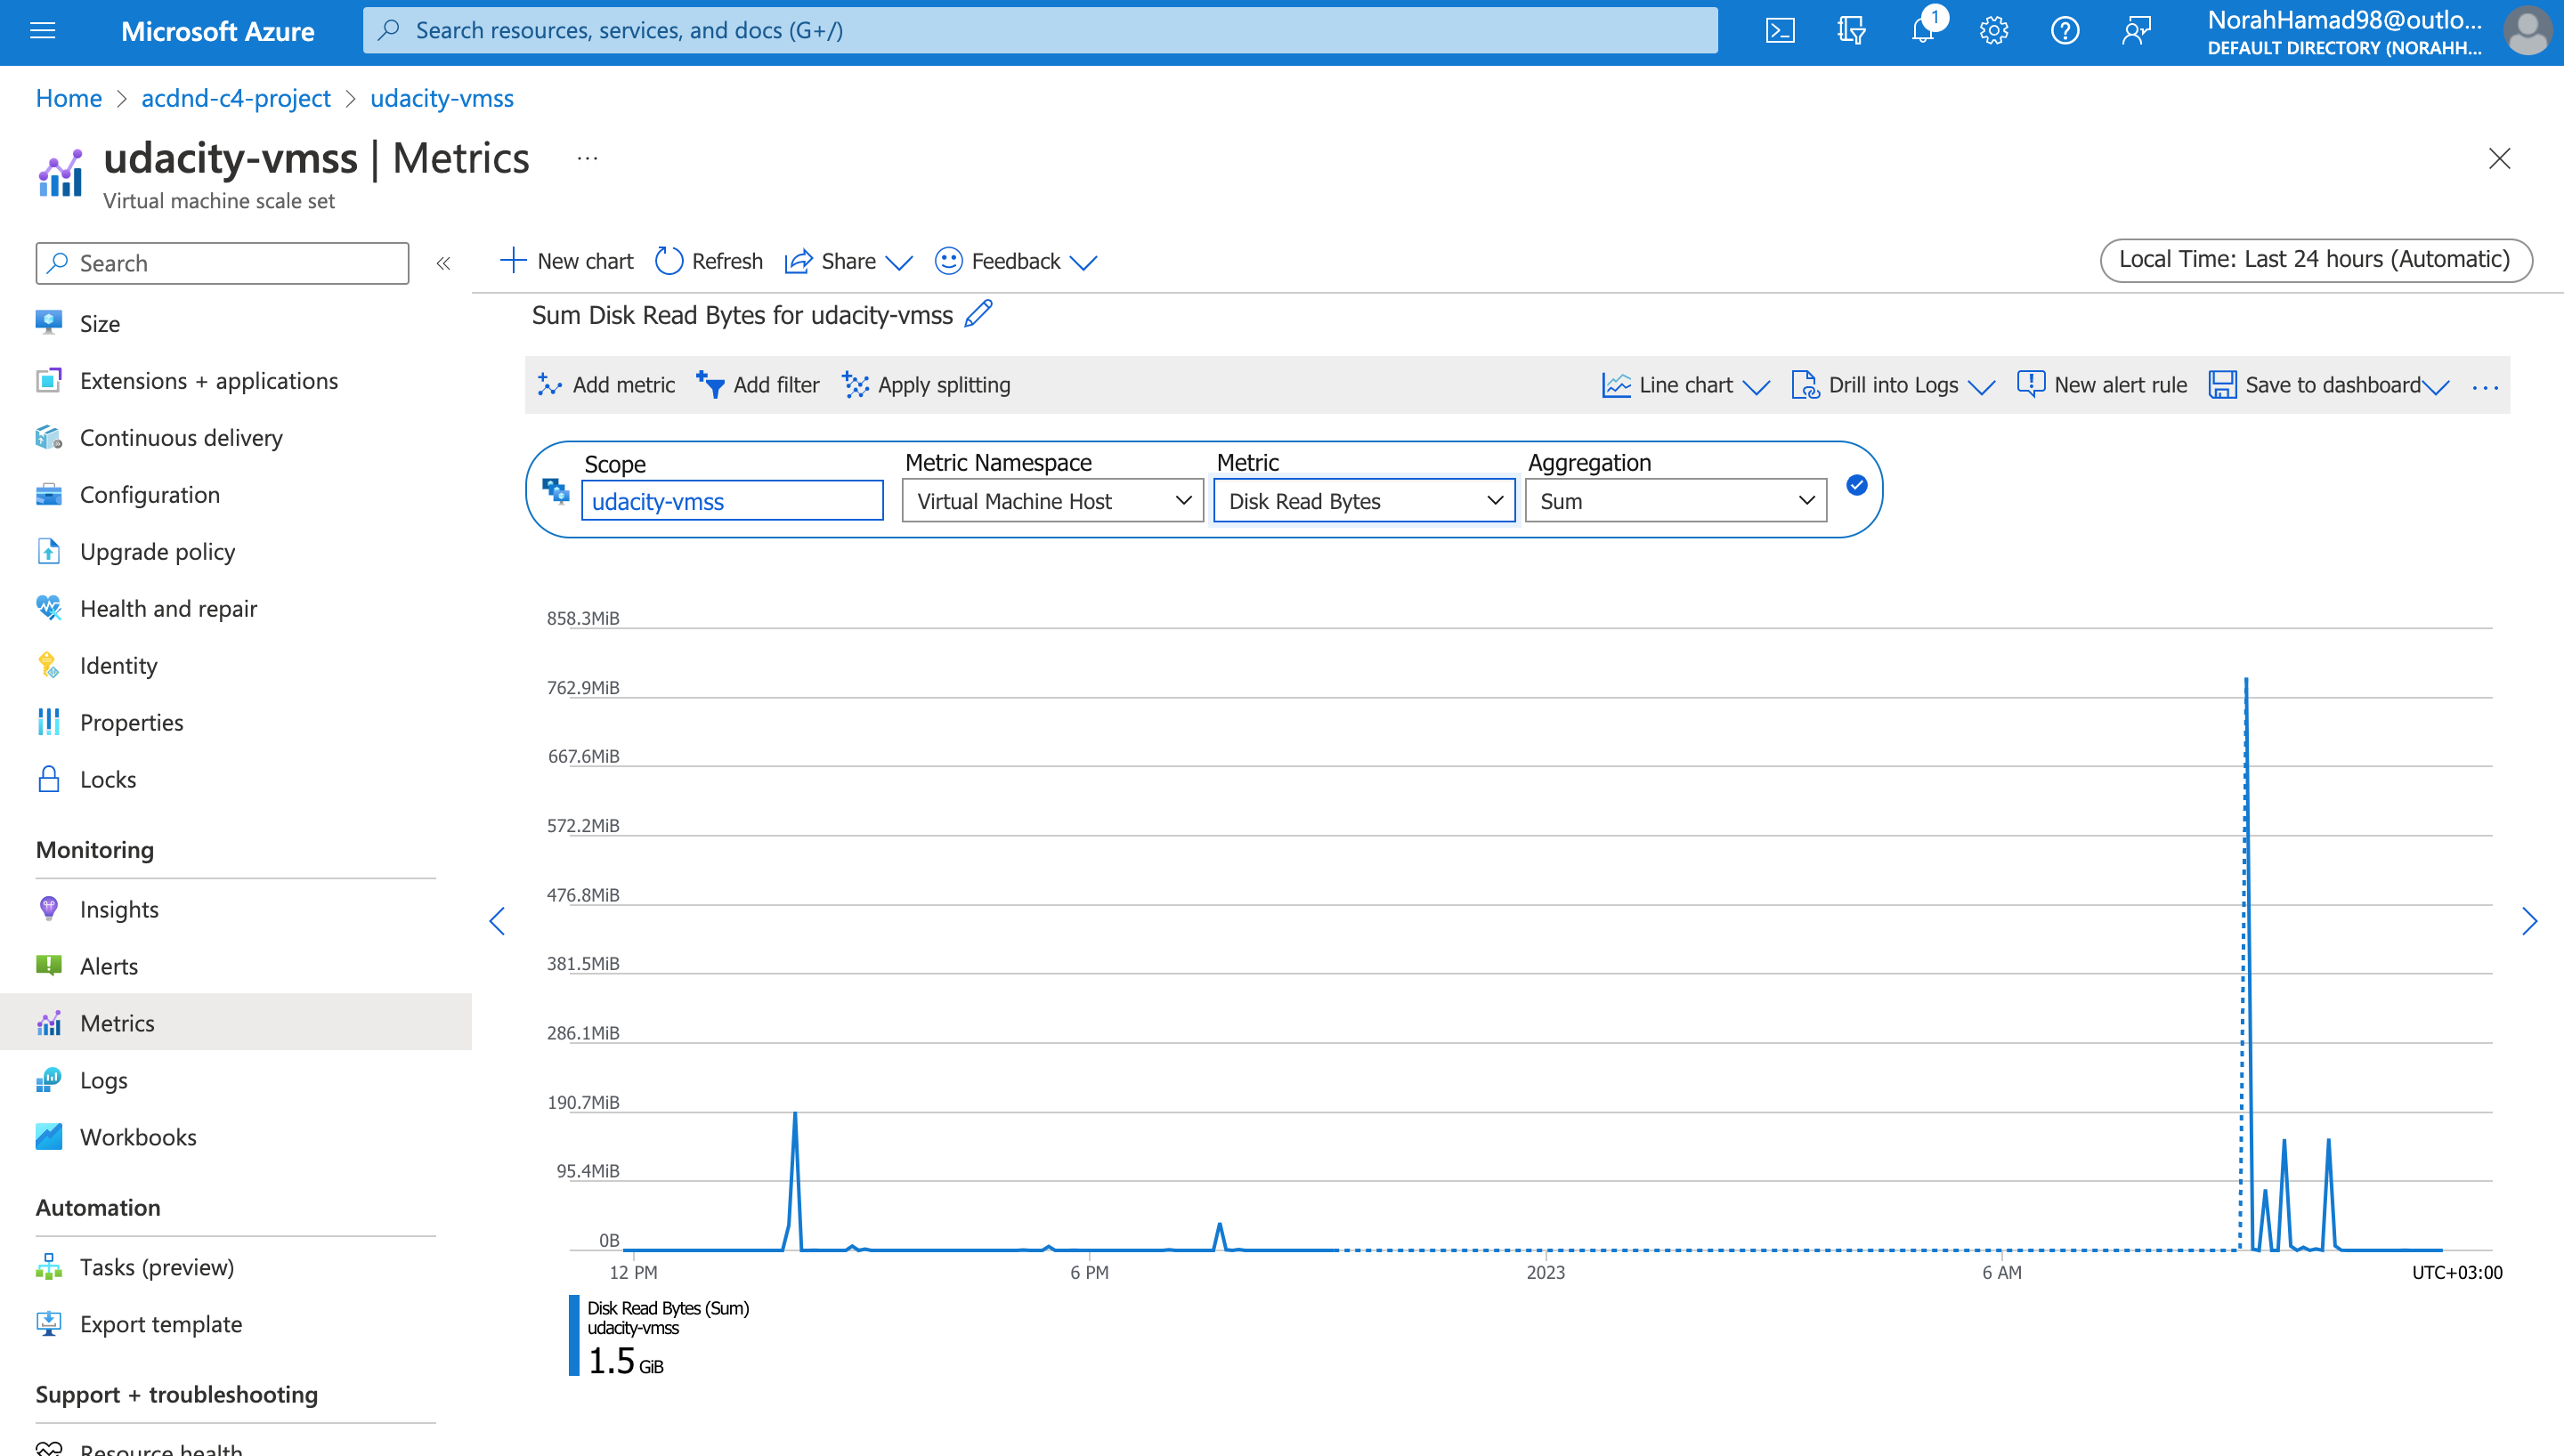 Microsoft Azure
Search resources, services, and docs (G+/)
1
NorahHamad98@outlo...
DEFAULT DIRECTORY (NORAHH...
Home > acdnd-c4-project > udacity-vmss
udacity-vmss | Metrics ...
Virtual machine scale set
Search
«
New chart
Refresh
Share
Feedback
Local Time: Last 24 hours (Automatic)
Size
Extensions + applications
Continuous delivery
Configuration
Upgrade policy
Health and repair
Identity
Properties
Locks
Monitoring
Insights
Alerts
Metrics
Logs
Workbooks
Automation
Tasks (preview)
Export template
Support + troubleshooting
Resource health
Sum Disk Read Bytes for udacity-vmss
Add metric
Add filter
Apply splitting
Line chart
Drill into Logs
New alert rule
Save to dashboard
...
Scope
udacity-vmss
Metric Namespace
Virtual Machine Host
Metric
Disk Read Bytes
Aggregation
Sum
858.3MiB
762.9MiB
667.6MiB
572.2MiB
476.8MiB
381.5MiB
286.1MiB
190.7MiB
95.4MiB
0B
12 PM
6 PM
2023
6 AM
UTC+03:00
Disk Read Bytes (Sum)
udacity-vmss
1.5 GiB